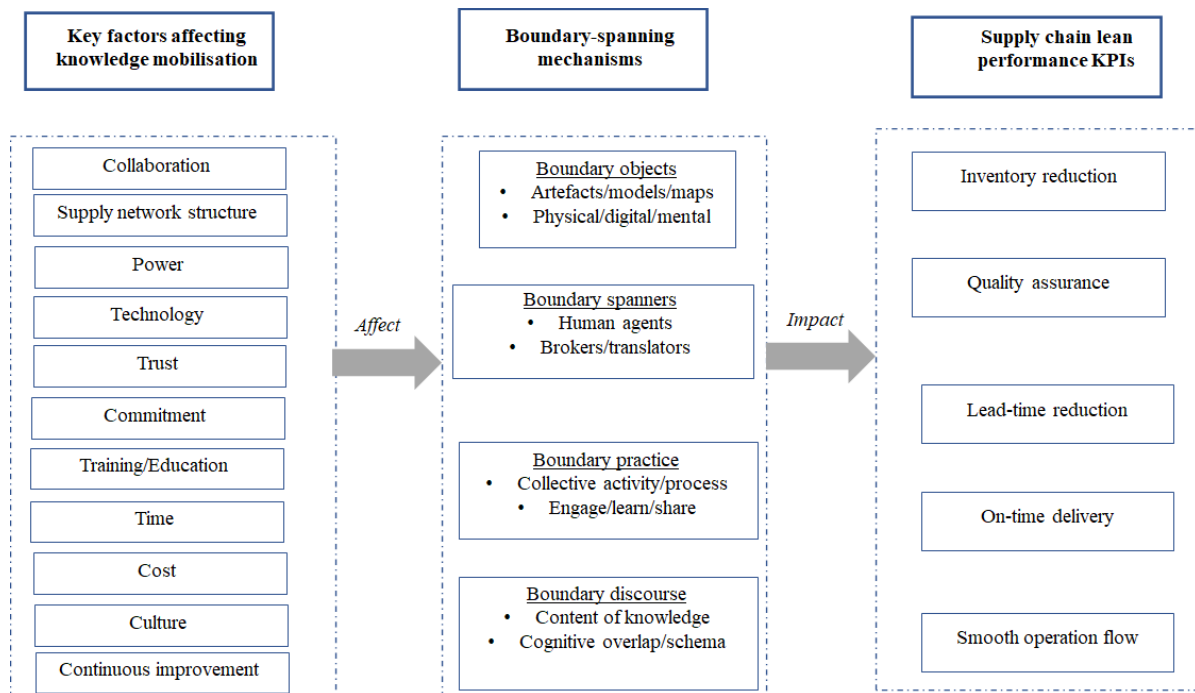 Key factors affecting
knowledge mobilisation
Collaboration
Supply network structure
Power
Technology
Trust
Commitment
Training/Education
Time
Cost
Culture
Continuous improvement
Affect
Boundary-spanning
mechanisms
Boundary objects
• Artefacts/models/maps
• Physical/digital/mental
Boundary spanners
• Human agents
• Brokers/translators
Boundary practice
• Collective activity/process
• Engage/learn/share
Boundary discourse
• Content of knowledge
• Cognitive overlap/schema
Impact
Supply chain lean
performance KPIs
Inventory reduction
Quality assurance
Lead-time reduction
On-time delivery
Smooth operation flow